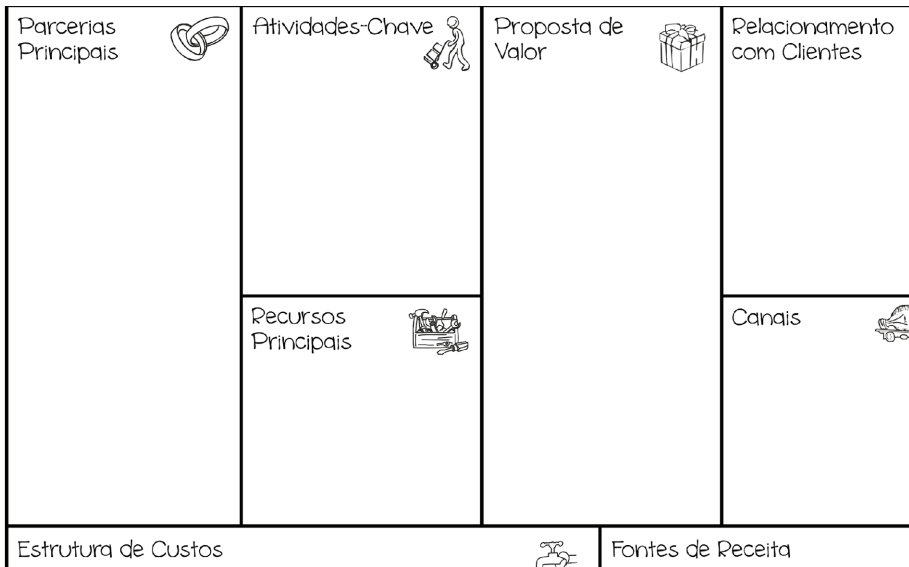 Parcerias
Principais
Atividades-Chave
Proposta de
Valor
Relacionamento
com Clientes
Recursos
Principais
Canais
Estrutura de Custos
Fontes de Receita